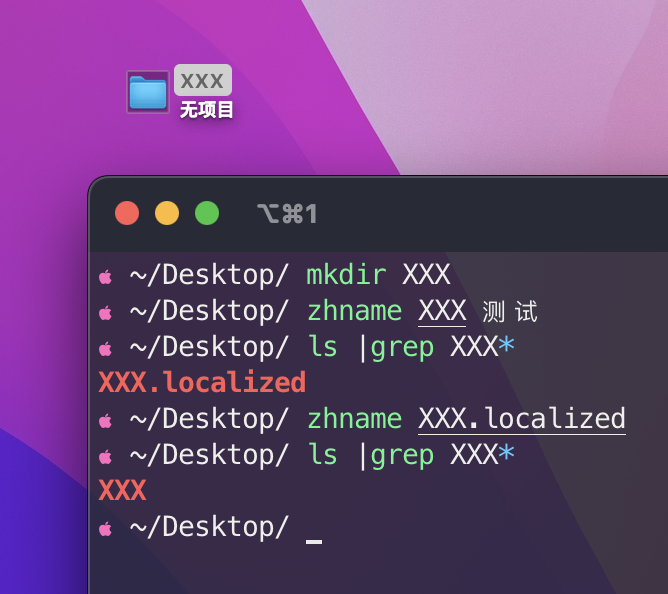 XXX
无项目
⌥⌘1
~/Desktop/ mkdir XXX
~/Desktop/ zhname XXX 测试
~/Desktop/ ls |grep XXX*
XXX.localized
~/Desktop/ zhname XXX.localized
~/Desktop/ ls |grep XXX*
XXX
~/Desktop/ _